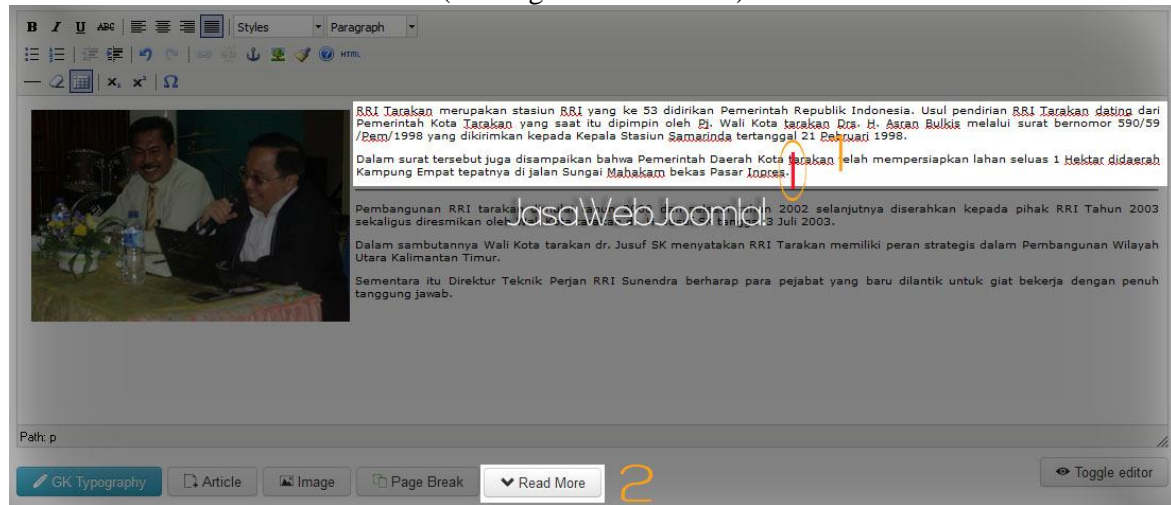 B I U ABC Styles Paragraph
HTML
Ω
RRI Tarakan merupakan stasiun RRI yang ke 53 didirikan Pemerintah Republik Indonesia. Usul pendirian RRI Tarakan dating dari
Pemerintah Kota Tarakan yang saat itu dipimpin oleh Pj. Wali Kota tarakan Drs. H. Asran Bulkis melalui surat bernomor 590/59
/Pem/1998 yang dikirimkan kepada Kepala Stasiun Samarinda tertanggal 21 Pebruari 1998.
1
Dalam surat tersebut juga disampaikan bahwa Pemerintah Daerah Kota tarakan telah mempersiapkan lahan seluas 1 Hektar didaerah
Kampung Empat tepatnya di jalan Sungai Mahakam bekas Pasar Inpres.
JasaWebJoomla!
Pembangunan RRI 2002 selanjutnya diserahkan kepada pihak RRI Tahun 2003
sekaligus diresmikan 3 Juli 2003.
Dalam sambutannya Wali Kota tarakan dr. Jusuf SK menyatakan RRI Tarakan memiliki peran strategis dalam Pembangunan Wilayah
Utara Kalimantan Timur.
Sementara itu Direktur Teknik Perjan RRI Sunendra berharap para pejabat yang baru dilantik untuk giat bekerja dengan penuh
tanggung jawab.
Path: p
GK Typography Article Image Page Break Read More 2 Toggle editor